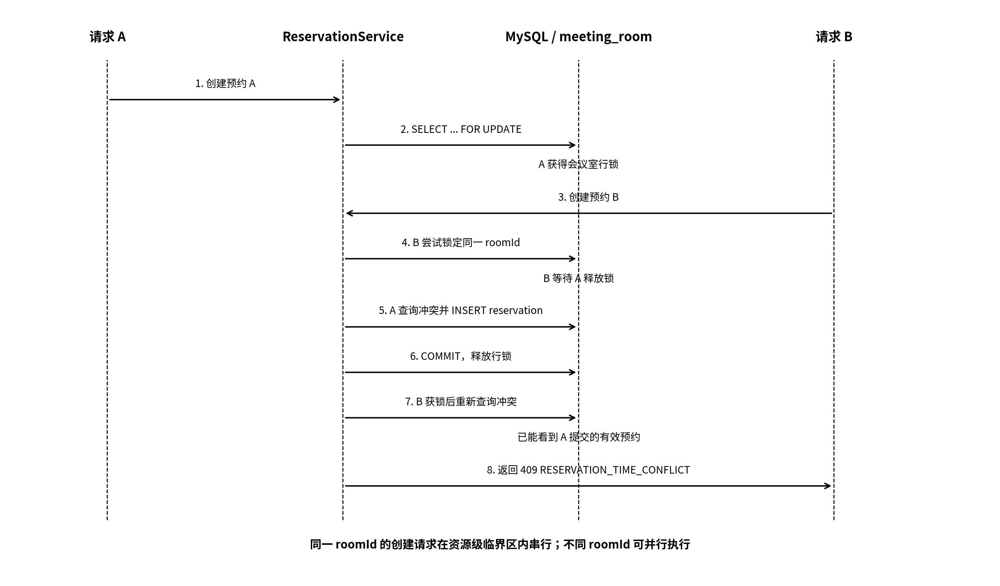 请求 A
ReservationService
MySQL / meeting_room
请求 B
1. 创建预约 A
2. SELECT ... FOR UPDATE
A 获得会议室行锁
3. 创建预约 B
4. B 尝试锁定同一 roomId
B 等待 A 释放锁
5. A 查询冲突并 INSERT reservation
6. COMMIT，释放行锁
7. B 获锁后重新查询冲突
已能看到 A 提交的有效预约
8. 返回 409 RESERVATION_TIME_CONFLICT
同一 roomId 的创建请求在资源级临界区内串行；不同 roomId 可并行执行